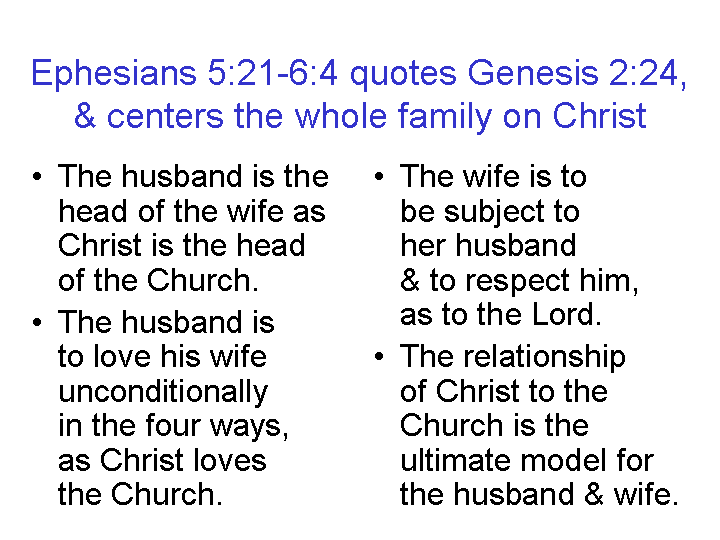 Ephesians 5:21-6:4 quotes Genesis 2:24,
& centers the whole family on Christ
• The husband is the
head of the wife as
Christ is the head
of the Church.
• The husband is
to love his wife
unconditionally
in the four ways,
as Christ loves
the Church.
• The wife is to
be subject to
her husband
& to respect him,
as to the Lord.
• The relationship
of Christ to the
Church is the
ultimate model for
the husband & wife.